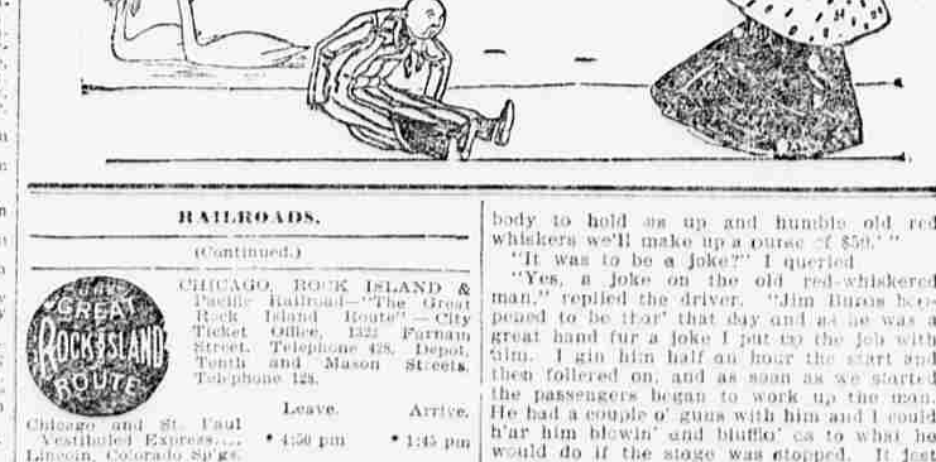 RAILROADS.
(Continued.)
GREAT
ROCK ISLAND
ROUTE
CHICAGO, ROCK ISLAND &
Pacific Railroad—"The Great
Rock Island Route"—City
Ticket Office, 1323 Farnam
Street. Telephone 428. Depot,
Tenth and Mason Streets.
Telephone 128.
Leave. Arrive.
Chicago and St. Paul
Vestibuled Express.... * 4:50 pm * 1:45 pm
Lincoln, Colorado Sp'gs,
body to hold us up and humble old red
whiskers we'll make up a purse of $50.'"
"It was to be a joke?" I queried
"Yes, a joke on the old red-whiskered
man," replied the driver. "Jim Burns hap-
pened to be thar' that day and as he was a
great hand fur a joke I put up the job with
him. I gin him half an hour the start and
then follered on, and as soon as we started
the passengers began to work up the man.
He had a couple o' guns with him and I could
h'ar him blowin' and bluffin' as to what he
would do if the stage was stopped. It jest